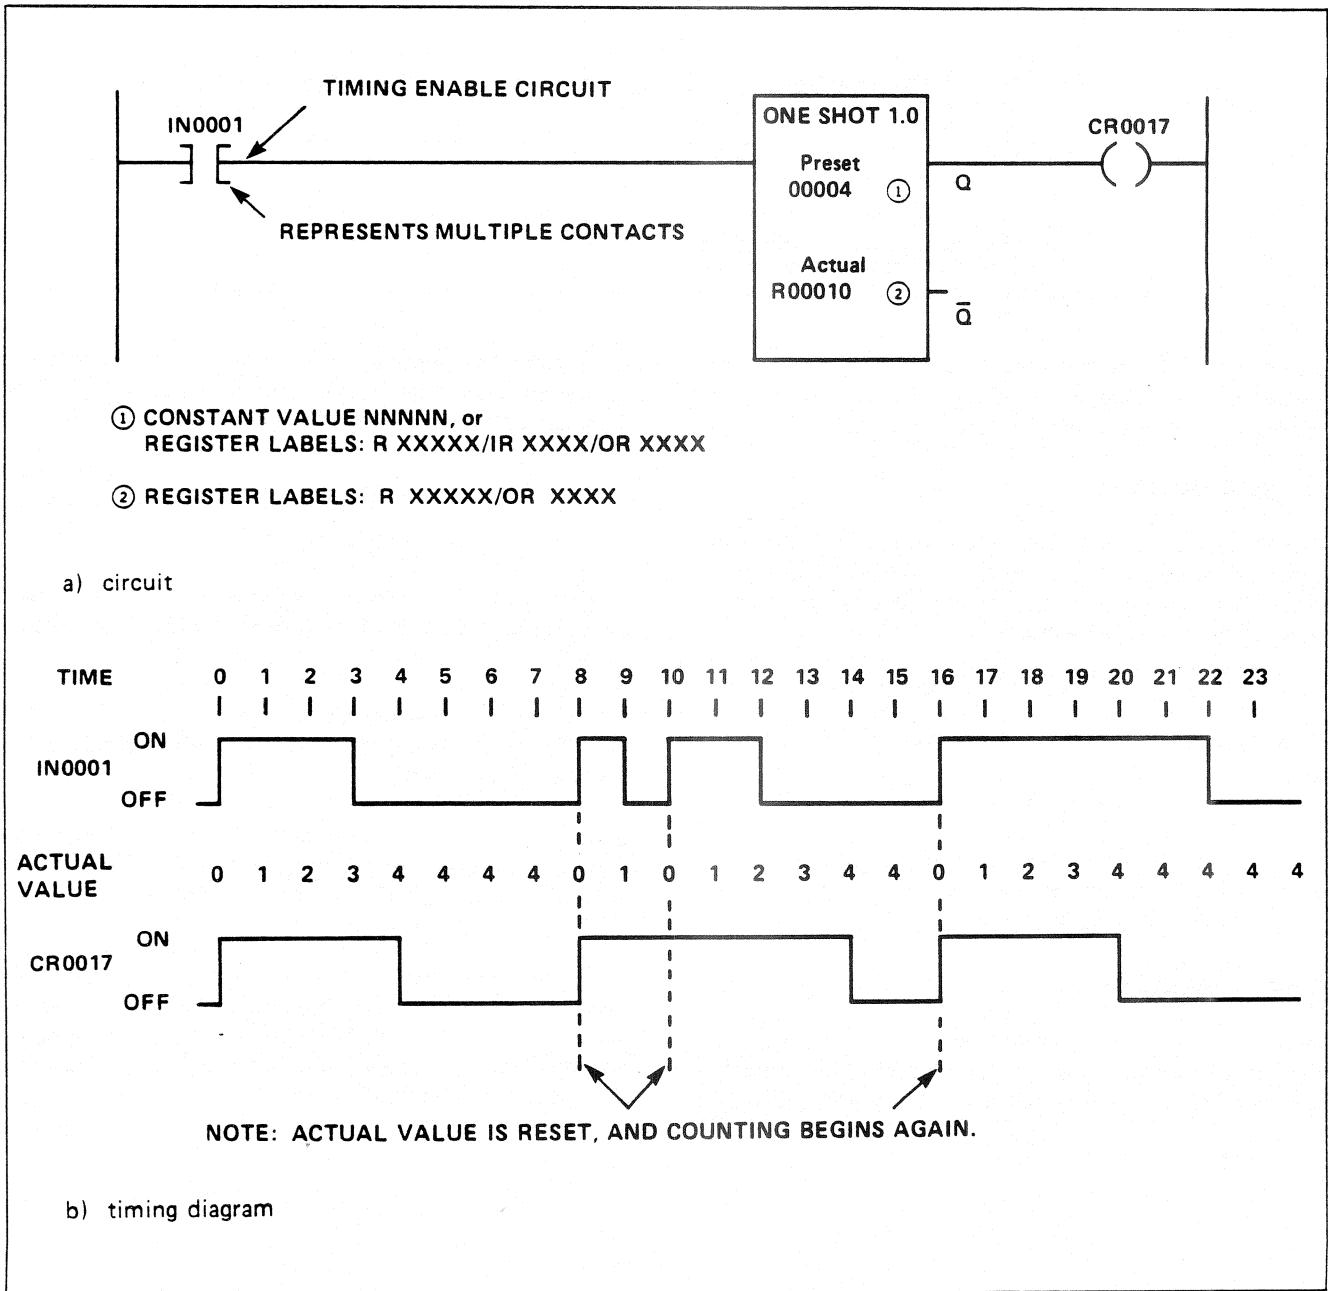 TIMING ENABLE CIRCUIT
IN0001
REPRESENTS MULTIPLE CONTACTS
ONE SHOT 1.0
Preset
00004 ①
Actual
R00010 ②
Q
Q̅
CR0017
① CONSTANT VALUE NNNNN, or
REGISTER LABELS: R XXXXX/IR XXXX/OR XXXX
② REGISTER LABELS: R XXXXX/OR XXXX
a) circuit
TIME 0 1 2 3 4 5 6 7 8 9 10 11 12 13 14 15 16 17 18 19 20 21 22 23
ON
IN0001
OFF
ACTUAL
VALUE
0 1 2 3 4 4 4 4 0 1 0 1 2 3 4 4 0 1 2 3 4 4 4 4 4
ON
CR0017
OFF
NOTE: ACTUAL VALUE IS RESET, AND COUNTING BEGINS AGAIN.
b) timing diagram